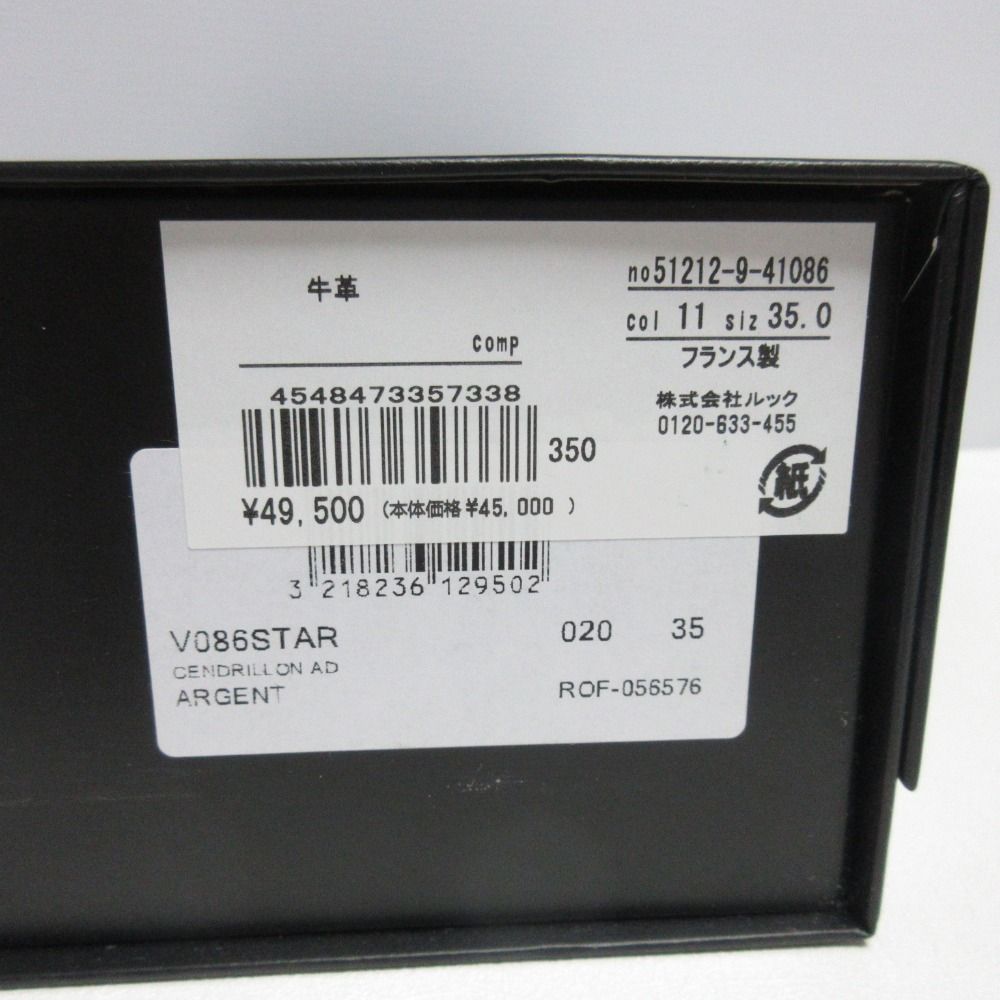 牛革
comp
no 51212-9-41086
col 11 siz 35.0
フランス製
株式会社ルック
0120-633-455
紙
4548473357338
350
¥49,500 (本体価格¥45,000 )
3 218236 129502
V086STAR 020 35
CENDRILLON AD
ARGENT ROF-056576